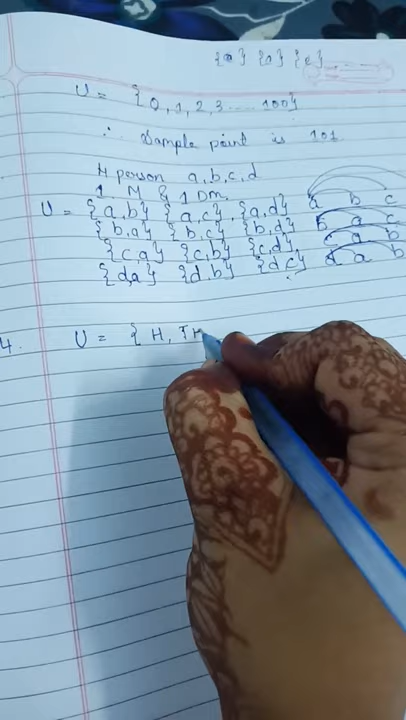 {a} {a} {e}
U = {0, 1, 2, 3 .... 100}
∴ Sample point is 101
4 person a, b, c, d
1. M & 1 Dm.
U = {a, b} {a, c}, {a, d} a b c
{b, a} {b, c} {b, d} b a c
{c, a} {c, b} {c, d}, c a b
{d a} {d b} {d c} d a b
4. U = { H, TH